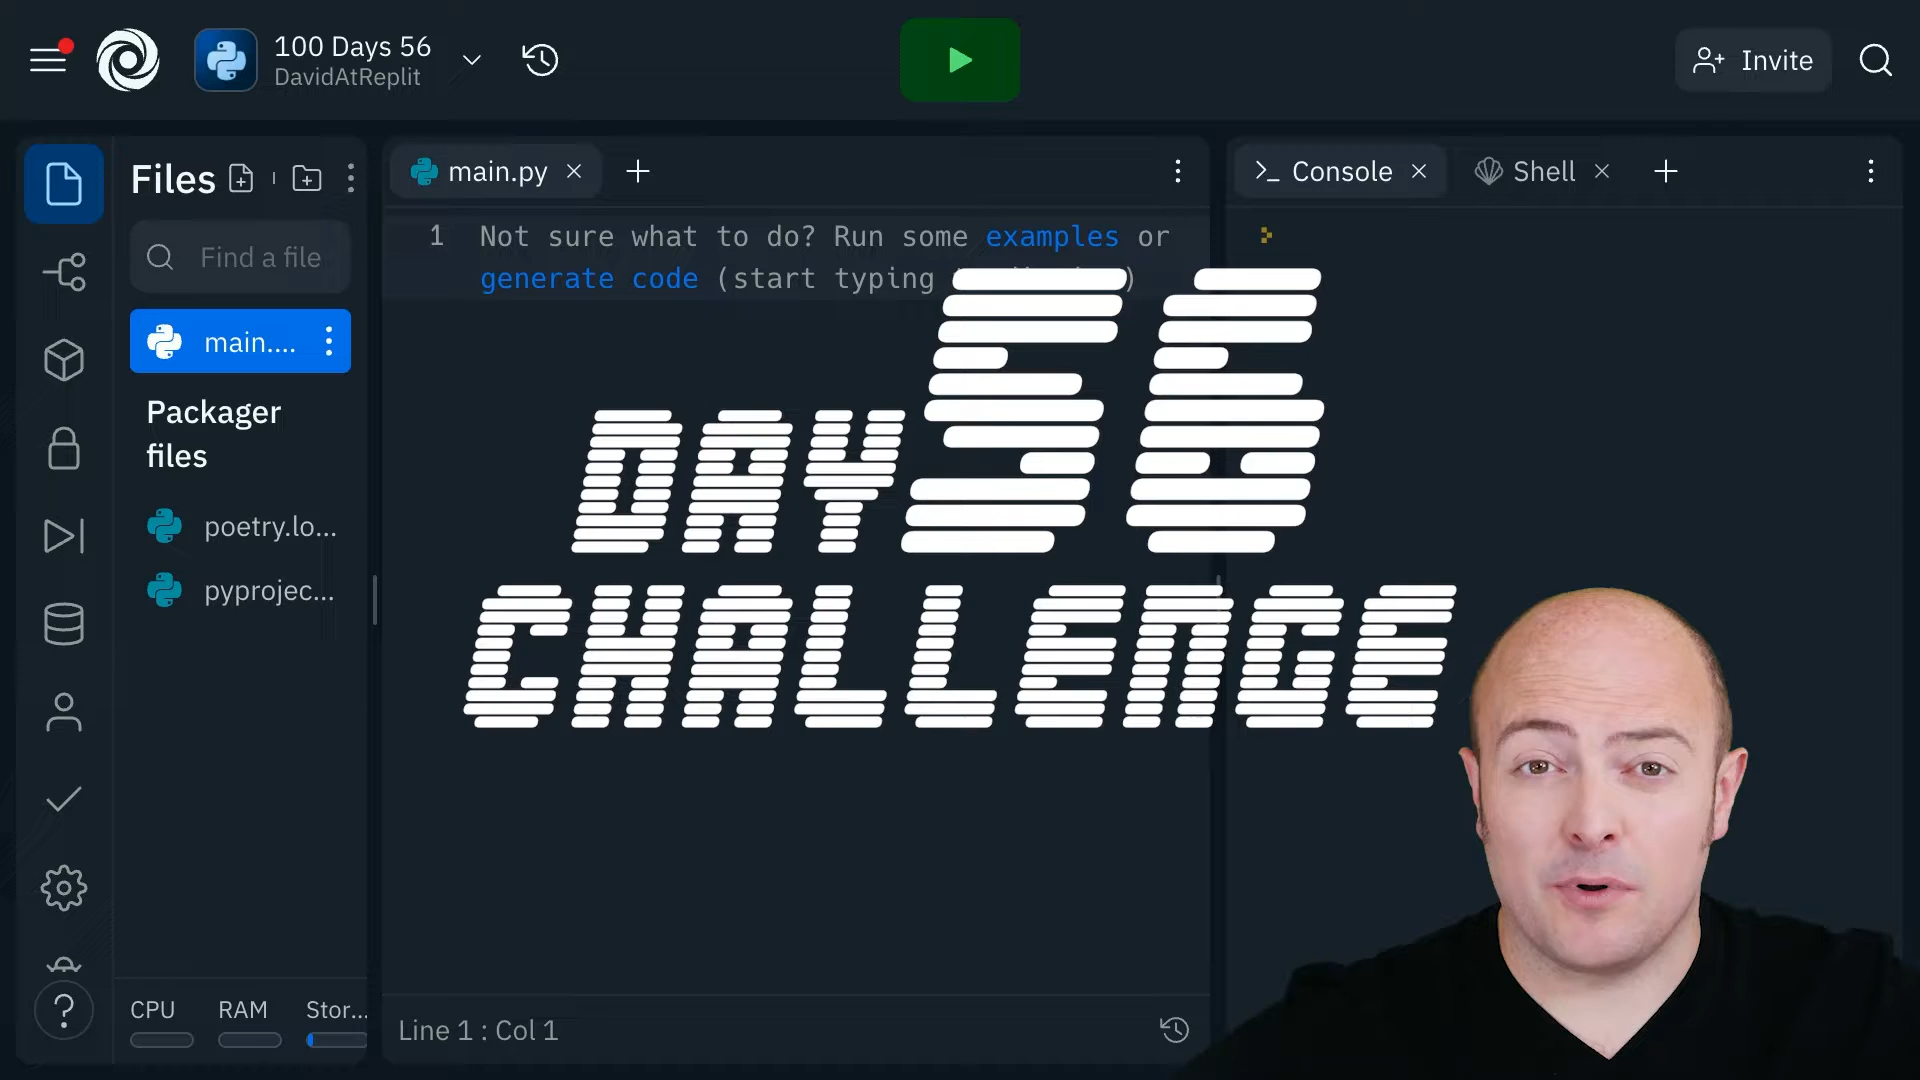 100 Days 56
DavidAtReplit
Invite
Files
Find a file
main....
Packager
files
poetry.lo...
pyprojec...
CPU RAM Stor...
main.py
1 Not sure what to do? Run some examples or
generate code (start typing
Line 1 : Col 1
Console Shell
DAY 56
CHALLENGE